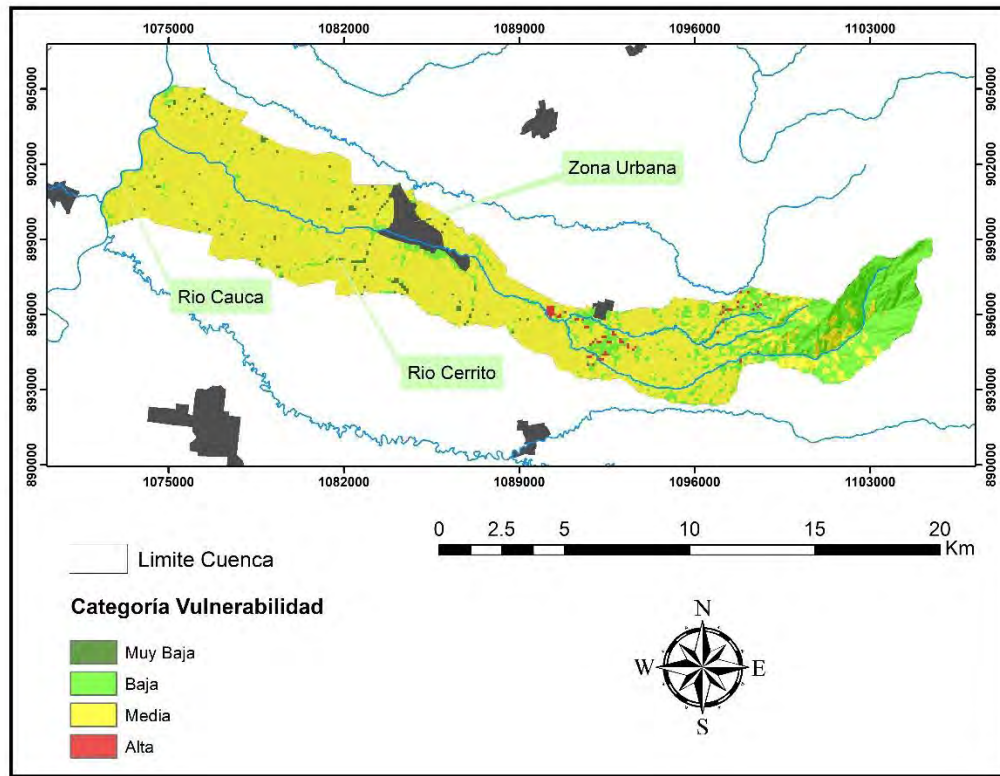 1075000 1082000 1089000 1096000 1103000
905000 905000
902000 902000
899000 899000
896000 896000
893000 893000
890000 890000
Zona Urbana
Rio Cauca
Rio Cerrito
1075000 1082000 1089000 1096000 1103000
0 2.5 5 10 15 20
Km
Limite Cuenca
Categoría Vulnerabilidad
Muy Baja
Baja
Media
Alta
N
W E
S